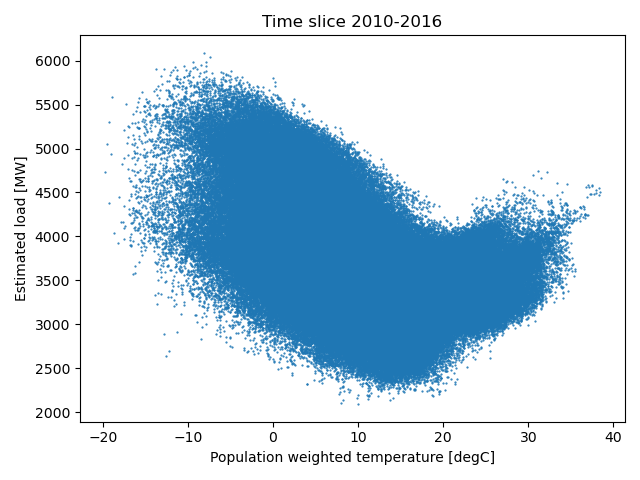 Time slice 2010-2016
Estimated load [MW]
6000
5500
5000
4500
4000
3500
3000
2500
2000
−20 −10 0 10 20 30 40
Population weighted temperature [degC]